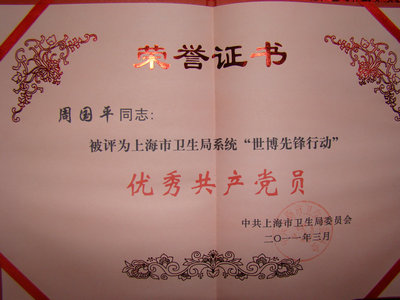 荣誉证书
周国平同志:
被评为上海市卫生局系统“世博先锋行动”
优秀共产党员
中共上海市卫生局委员会
二〇一一年三月